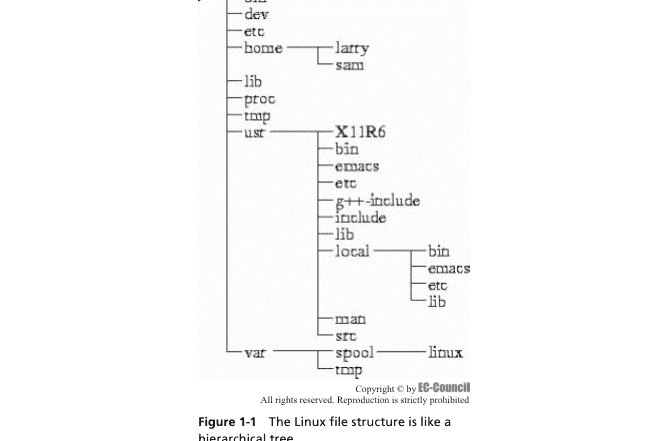 dev
etc
home larry
sam
lib
proc
tmp
usr X11R6
bin
emacs
etc
g++-include
include
lib
local bin
emacs
etc
lib
man
src
var spool linux
tmp
Copyright © by EC-Council
All rights reserved. Reproduction is strictly prohibited
Figure 1-1 The Linux file structure is like a
hierarchical tree